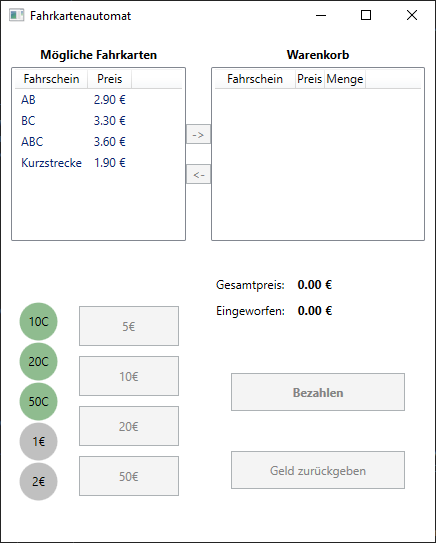 Fahrkartenautomat
Mögliche Fahrkarten
Fahrschein Preis
AB 2.90 €
BC 3.30 €
ABC 3.60 €
Kurzstrecke 1.90 €
->
<-
Warenkorb
Fahrschein Preis Menge
Gesamtpreis: 0.00 €
Eingeworfen: 0.00 €
10C
20C
50C
1€
2€
5€
10€
20€
50€
Bezahlen
Geld zurückgeben